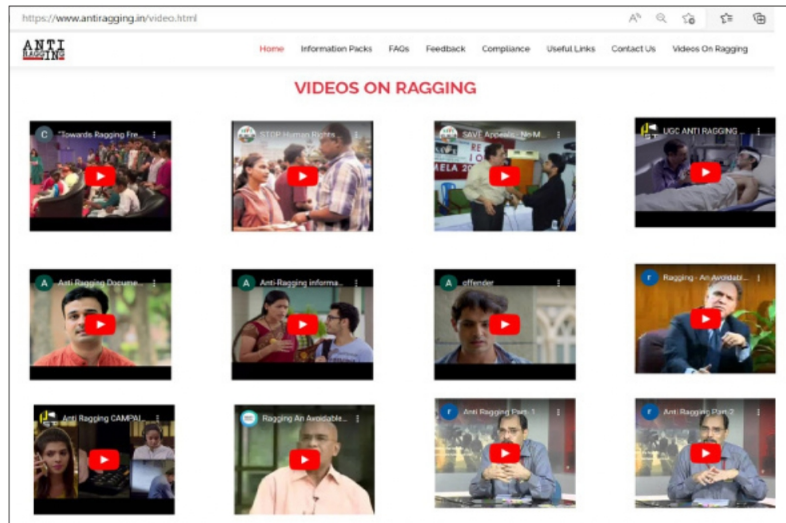 https://www.antiragging.in/video.html
ANTI
RAGGING
Home Information Packs FAQs Feedback Compliance Useful Links Contact Us Videos On Ragging
VIDEOS ON RAGGING
C "Towards Ragging Fre...
STOP Human Rights
SAVE Appeals - No M...
UGC ANTI RAGGING
MELA 20
A Anti Ragging Docume...
A Anti-Ragging informa...
A offender
r Ragging - An Avoidabl...
Anti Ragging CAMPAI...
Ragging An Avoidable...
r Anti Ragging Part- 1
r Anti Ragging Part-2